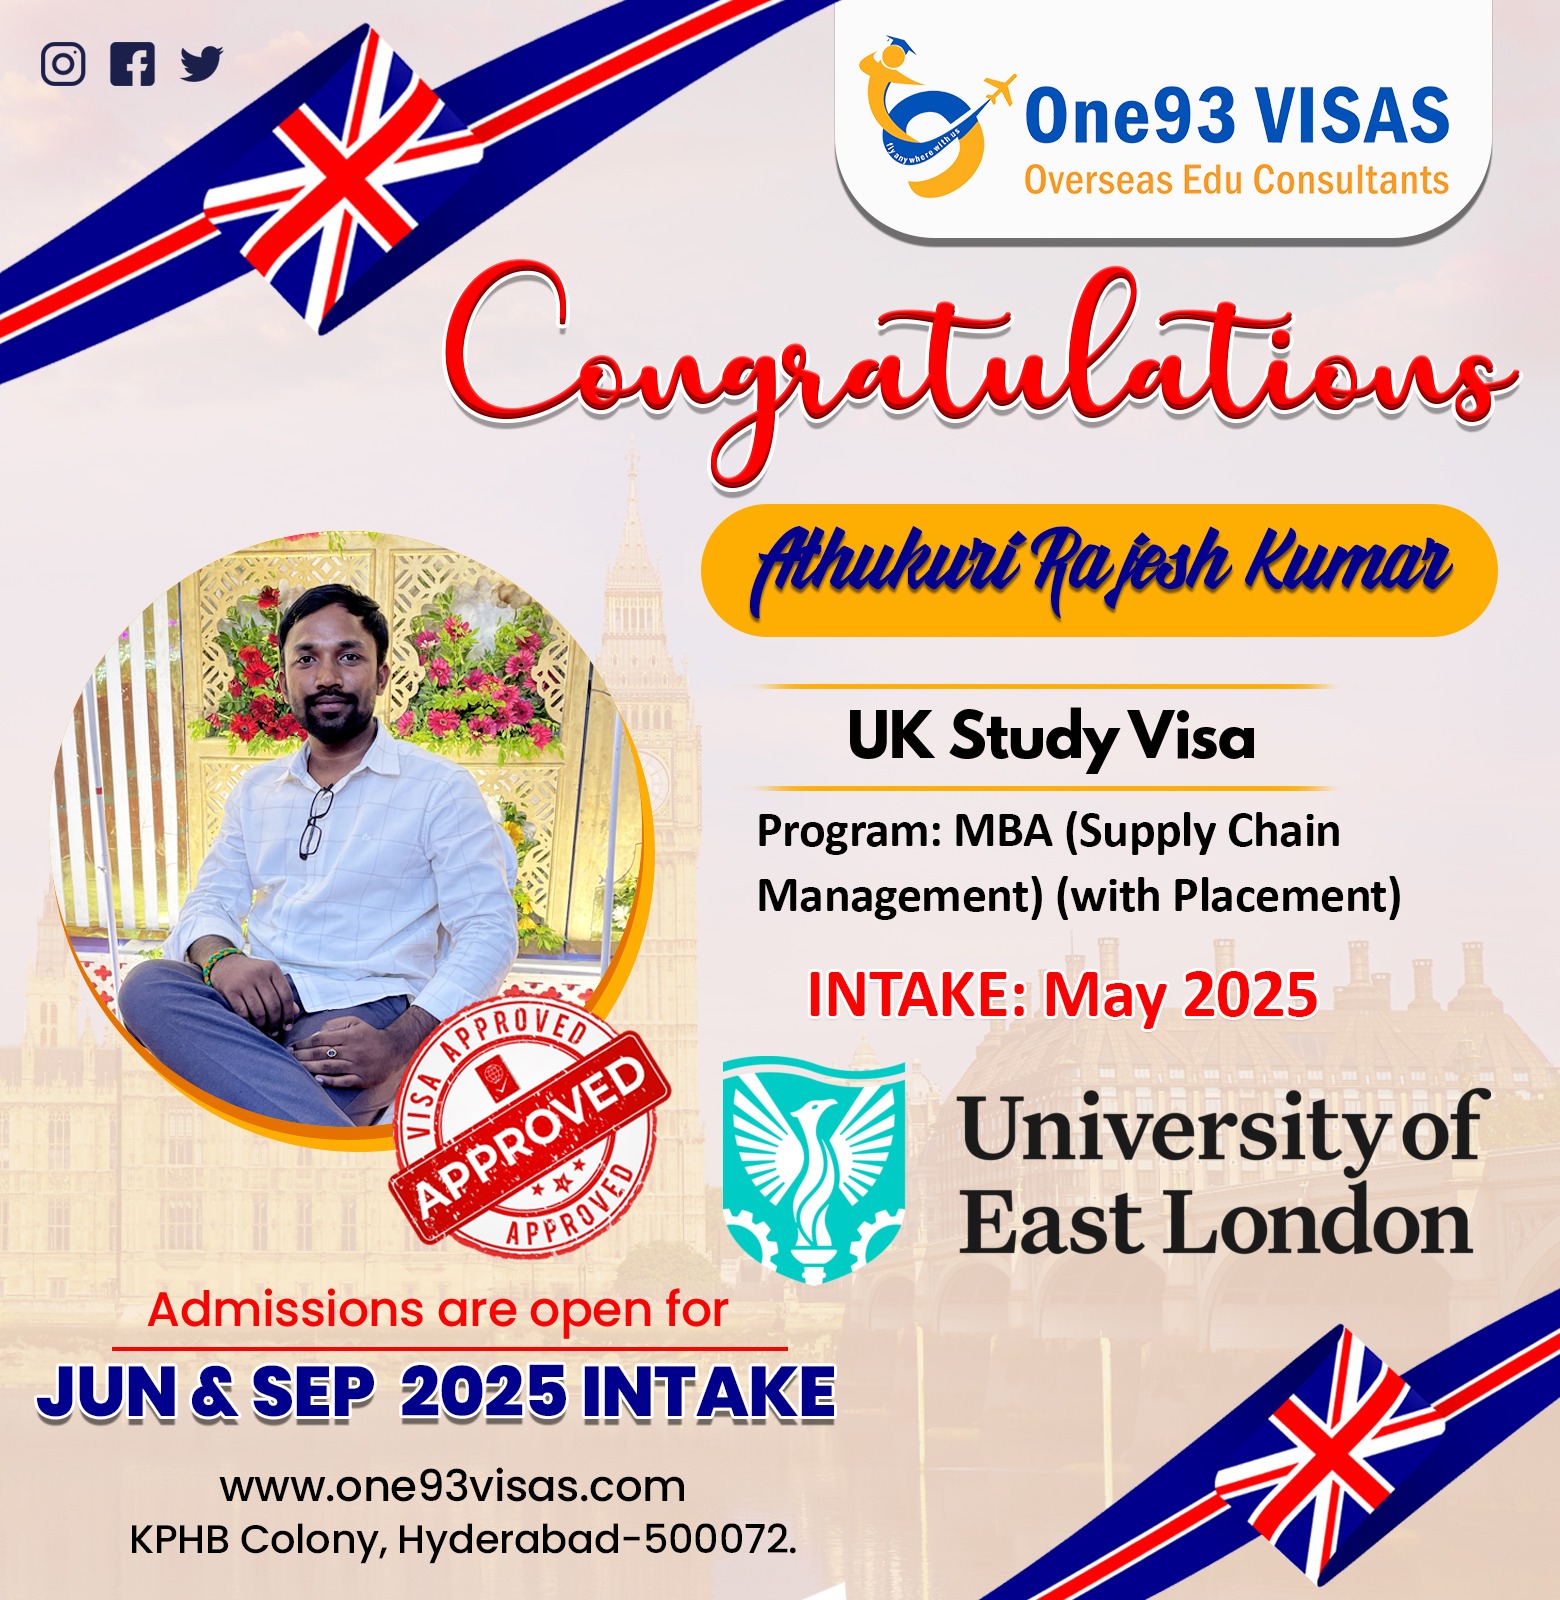 fly anywhere with us
One93 VISAS
Overseas Edu Consultants
Congratulations
Athukuri Rajesh Kumar
UK Study Visa
Program: MBA (Supply Chain
Management) (with Placement)
INTAKE: May 2025
VISA APPROVED
APPROVED
APPROVED
University of
East London
Admissions are open for
JUN & SEP 2025 INTAKE
www.one93visas.com
KPHB Colony, Hyderabad-500072.